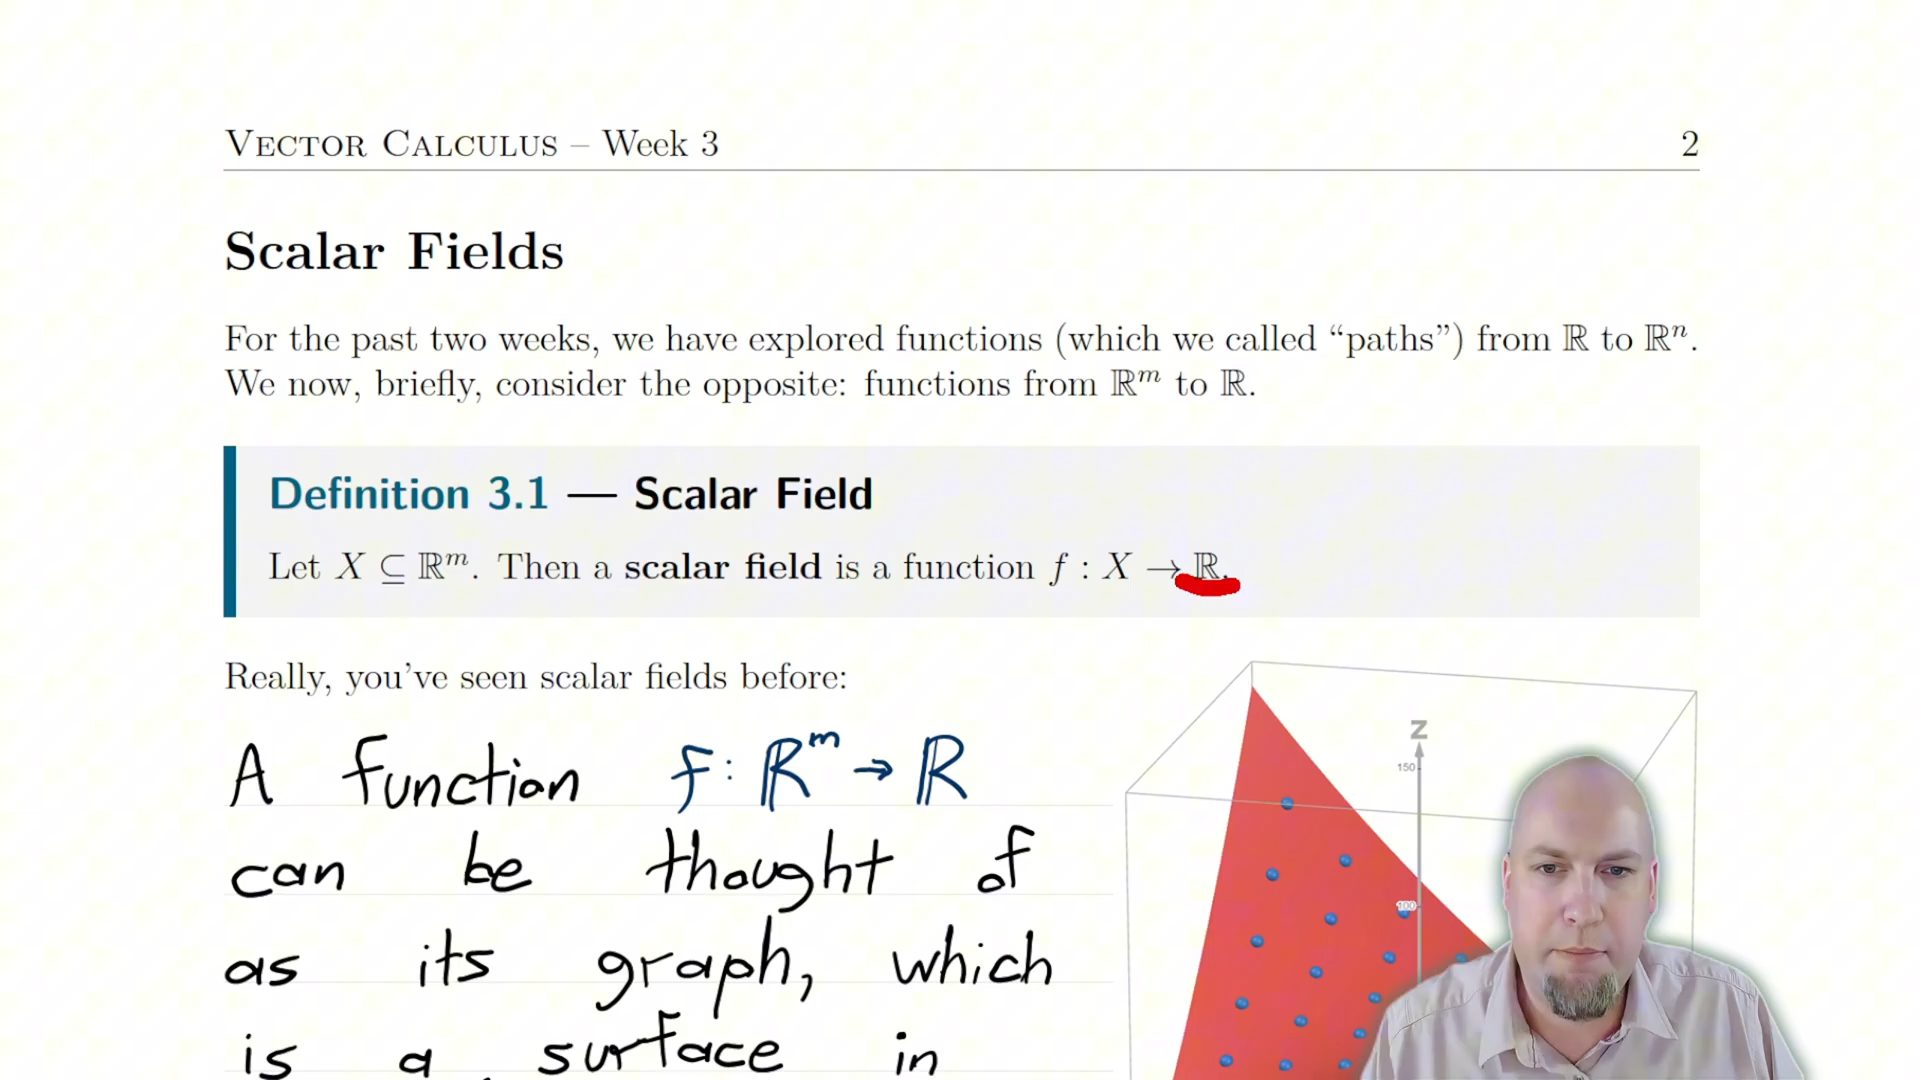 VECTOR CALCULUS – Week 3 2
Scalar Fields
For the past two weeks, we have explored functions (which we called “paths”) from ℝ to ℝⁿ.
We now, briefly, consider the opposite: functions from ℝᵐ to ℝ.
Definition 3.1 — Scalar Field
Let X ⊆ ℝᵐ. Then a scalar field is a function f : X → ℝ.
Really, you’ve seen scalar fields before:
A function f: ℝᵐ → ℝ
can be thought of
as its graph, which
is a surface in
z
150
100